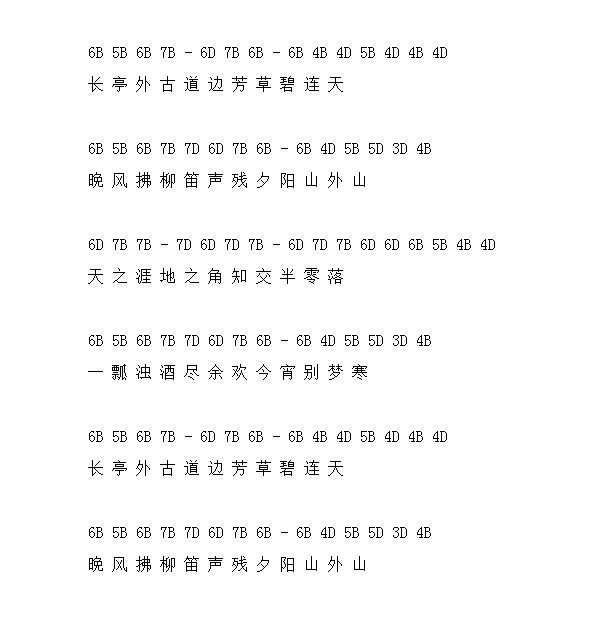 6B 5B 6B 7B - 6D 7B 6B - 6B 4B 4D 5B 4D 4B 4D
长 亭 外 古 道 边 芳 草 碧 连 天
6B 5B 6B 7B 7D 6D 7B 6B - 6B 4D 5B 5D 3D 4B
晚 风 拂 柳 笛 声 残 夕 阳 山 外 山
6D 7B 7B - 7D 6D 7D 7B - 6D 7D 7B 6D 6D 6B 5B 4B 4D
天 之 涯 地 之 角 知 交 半 零 落
6B 5B 6B 7B 7D 6D 7B 6B - 6B 4D 5B 5D 3D 4B
一 瓢 浊 酒 尽 余 欢 今 宵 别 梦 寒
6B 5B 6B 7B - 6D 7B 6B - 6B 4B 4D 5B 4D 4B 4D
长 亭 外 古 道 边 芳 草 碧 连 天
6B 5B 6B 7B 7D 6D 7B 6B - 6B 4D 5B 5D 3D 4B
晚 风 拂 柳 笛 声 残 夕 阳 山 外 山